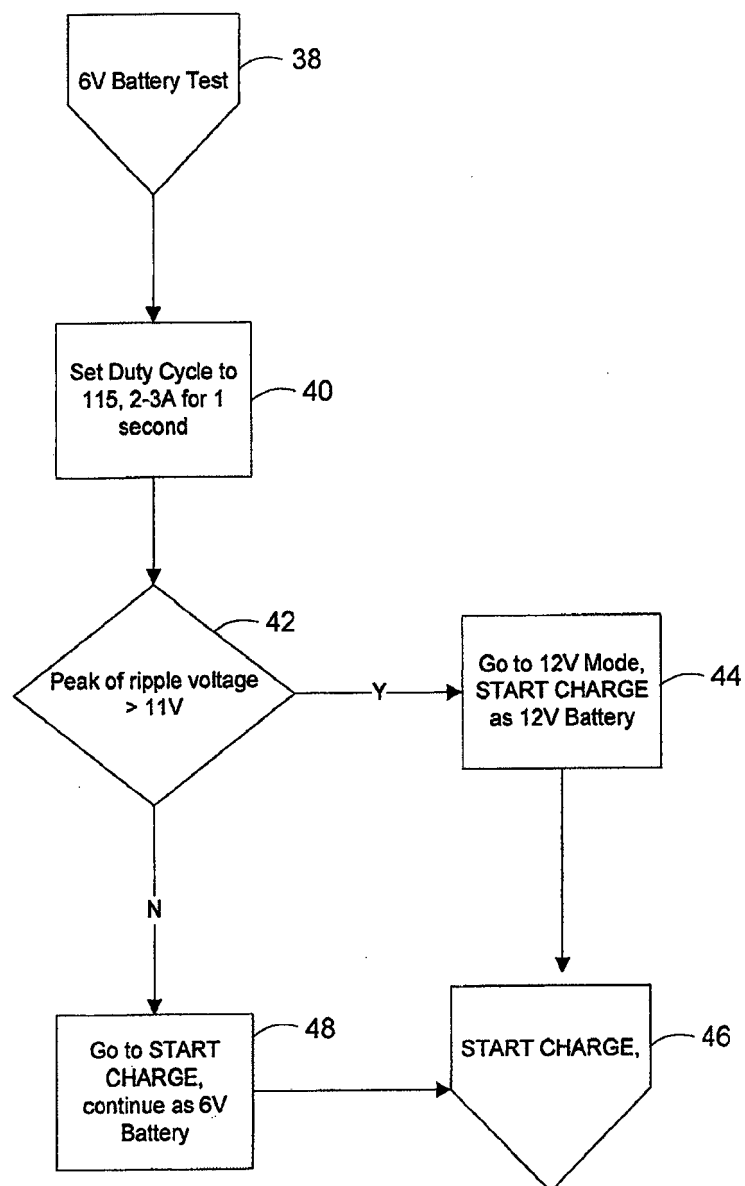 6V Battery Test
38
Set Duty Cycle to
115, 2-3A for 1
second
40
42
Peak of ripple voltage
> 11V
Y
Go to 12V Mode,
START CHARGE
as 12V Battery
44
N
48
Go to START
CHARGE,
continue as 6V
Battery
START CHARGE,
46